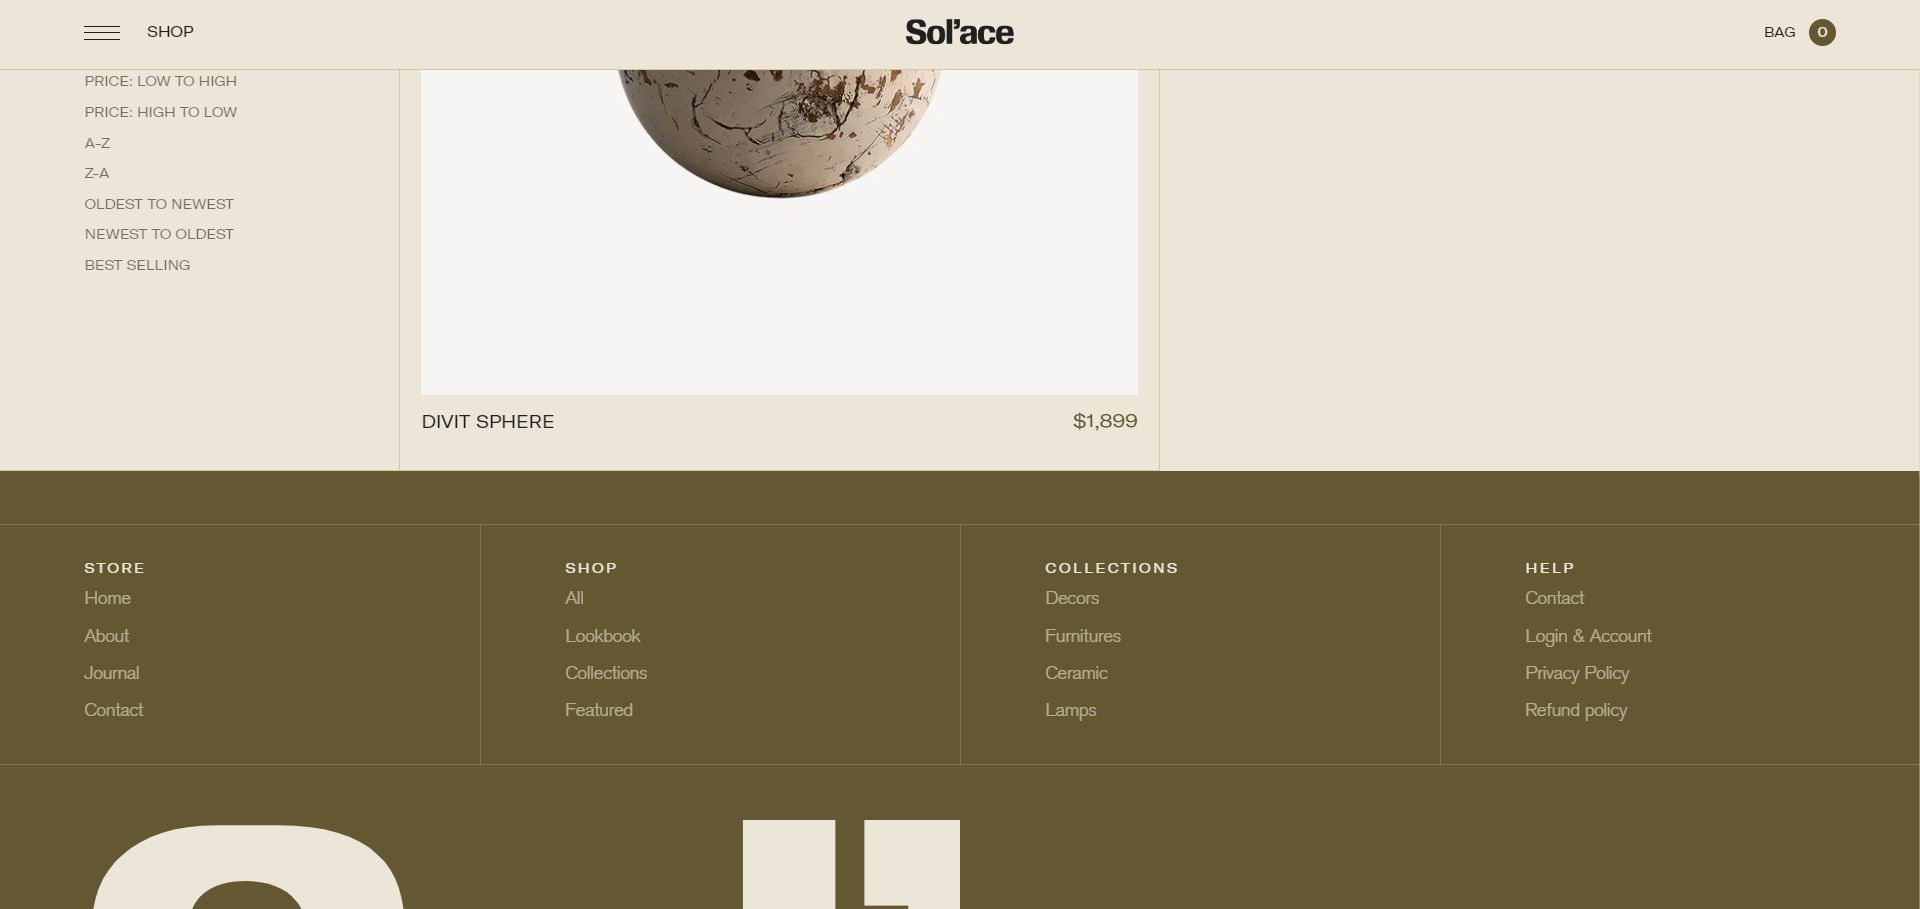 SHOP
Sol'ace
BAG 0
PRICE: LOW TO HIGH
PRICE: HIGH TO LOW
A-Z
Z-A
OLDEST TO NEWEST
NEWEST TO OLDEST
BEST SELLING
DIVIT SPHERE
$1,899
STORE
Home
About
Journal
Contact
SHOP
All
Lookbook
Collections
Featured
COLLECTIONS
Decors
Furnitures
Ceramic
Lamps
HELP
Contact
Login & Account
Privacy Policy
Refund policy